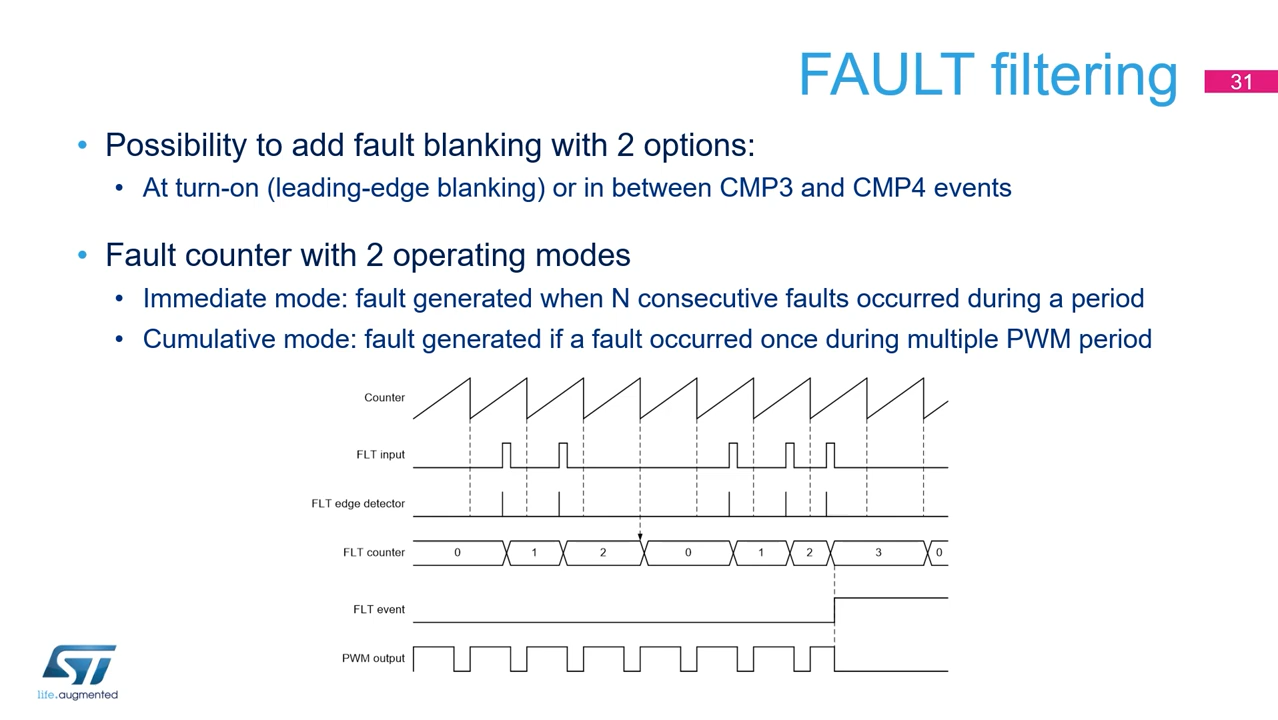 FAULT filtering
31
• Possibility to add fault blanking with 2 options:
• At turn-on (leading-edge blanking) or in between CMP3 and CMP4 events
• Fault counter with 2 operating modes
• Immediate mode: fault generated when N consecutive faults occurred during a period
• Cumulative mode: fault generated if a fault occurred once during multiple PWM period
Counter
FLT input
FLT edge detector
FLT counter 0 1 2 0 1 2 3 0
FLT event
PWM output
ST
life.augmented